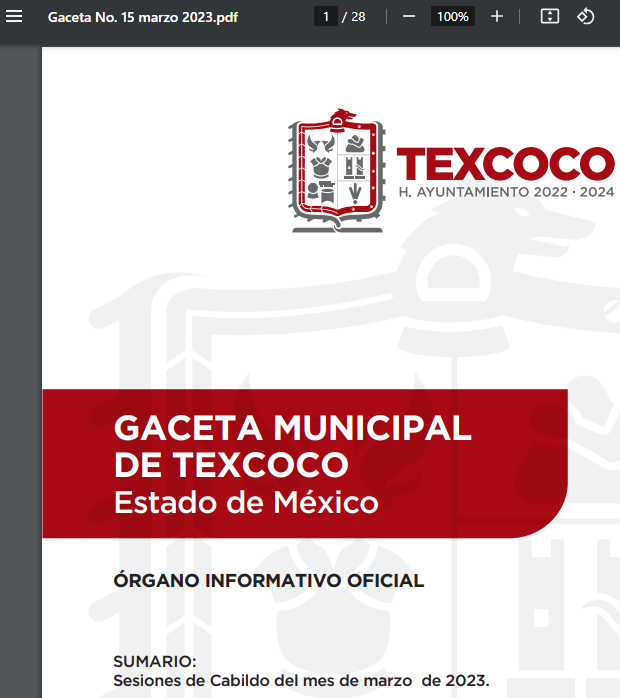 Gaceta No. 15 marzo 2023.pdf
1 / 28
100%
TEXCOCO
H. AYUNTAMIENTO 2022 · 2024
GACETA MUNICIPAL
DE TEXCOCO
Estado de México
ÓRGANO INFORMATIVO OFICIAL
SUMARIO:
Sesiones de Cabildo del mes de marzo de 2023.